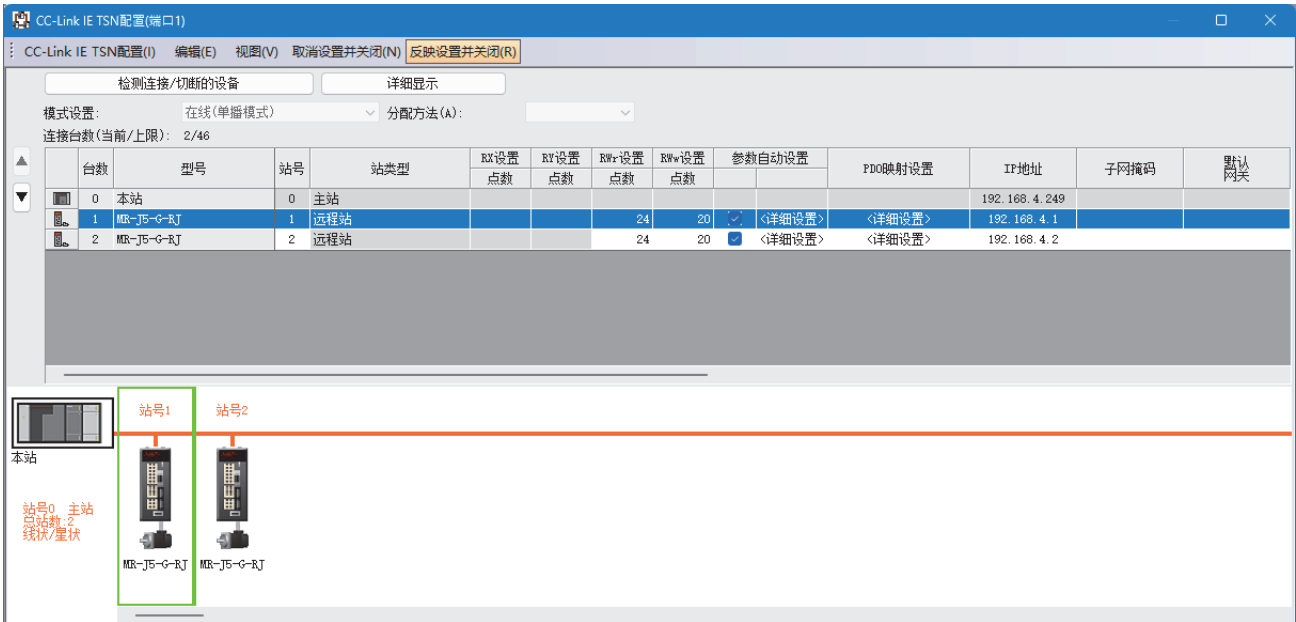 CC-Link IE TSN配置(端口1)
CC-Link IE TSN配置(I) 编辑(E) 视图(V) 取消设置并关闭(N) 反映设置并关闭(R)
检测连接/切断的设备 详细显示
模式设置: 在线(单播模式) 分配方法(A):
连接台数(当前/上限): 2/46
台数 型号 站号 站类型 RX设置 RY设置 RWr设置 RWw设置 参数自动设置 PDO映射设置 IP地址 子网掩码 默认网关
点数 点数 点数 点数
0 本站 0 主站 192.168.4.249
1 MR-J5-G-RJ 1 远程站 24 20 <详细设置> <详细设置> 192.168.4.1
2 MR-J5-G-RJ 2 远程站 24 20 <详细设置> <详细设置> 192.168.4.2
站号1 站号2
本站
站号0 主站
总站数:2
线状/星状
MR-J5-G-RJ MR-J5-G-RJ